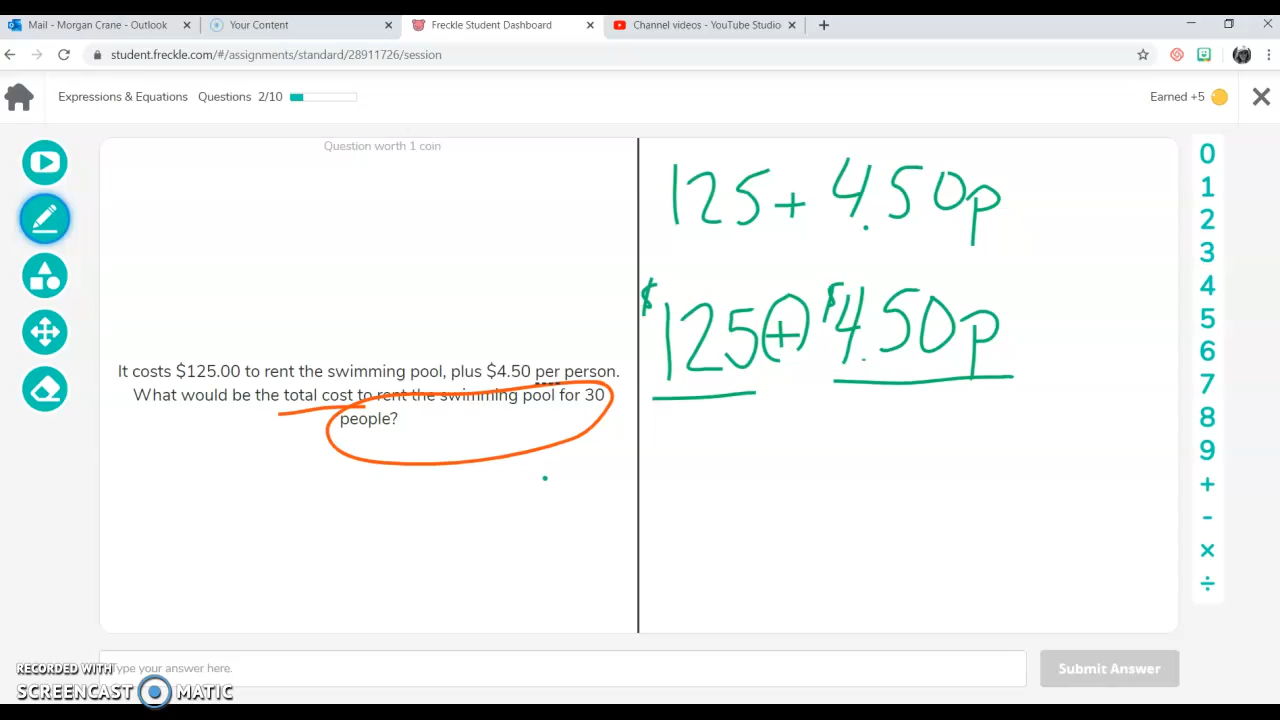 Mail - Morgan Crane - Outlook
Your Content
Freckle Student Dashboard
Channel videos - YouTube Studio
student.freckle.com/#/assignments/standard/28911726/session
Expressions & Equations Questions 2/10
Earned +5
Question worth 1 coin
It costs $125.00 to rent the swimming pool, plus $4.50 per person.
What would be the total cost to rent the swimming pool for 30
people?
125 + 4.50p
$125 + $4.50p
0
1
2
3
4
5
6
7
8
9
+
-
×
÷
Type your answer here.
Submit Answer
RECORDED WITH
SCREENCAST MATIC